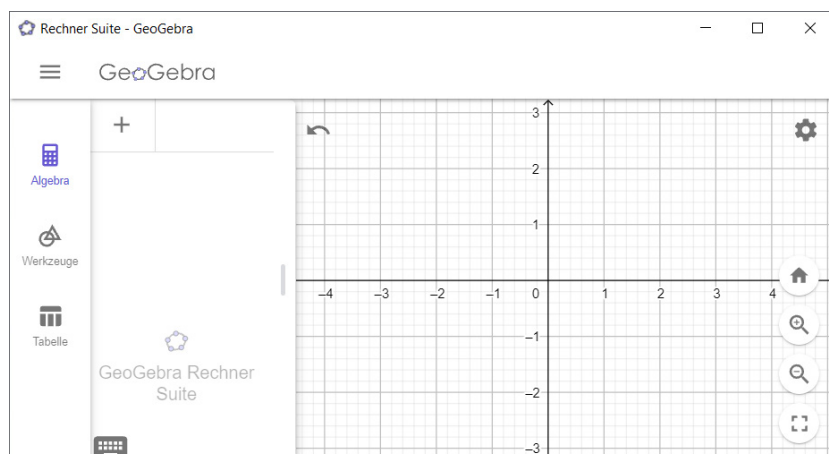 Rechner Suite - GeoGebra
GeoGebra
+
Algebra
Werkzeuge
Tabelle
GeoGebra Rechner
Suite
3
2
1
–4 –3 –2 –1 0 1 2 3 4
–1
–2
–3